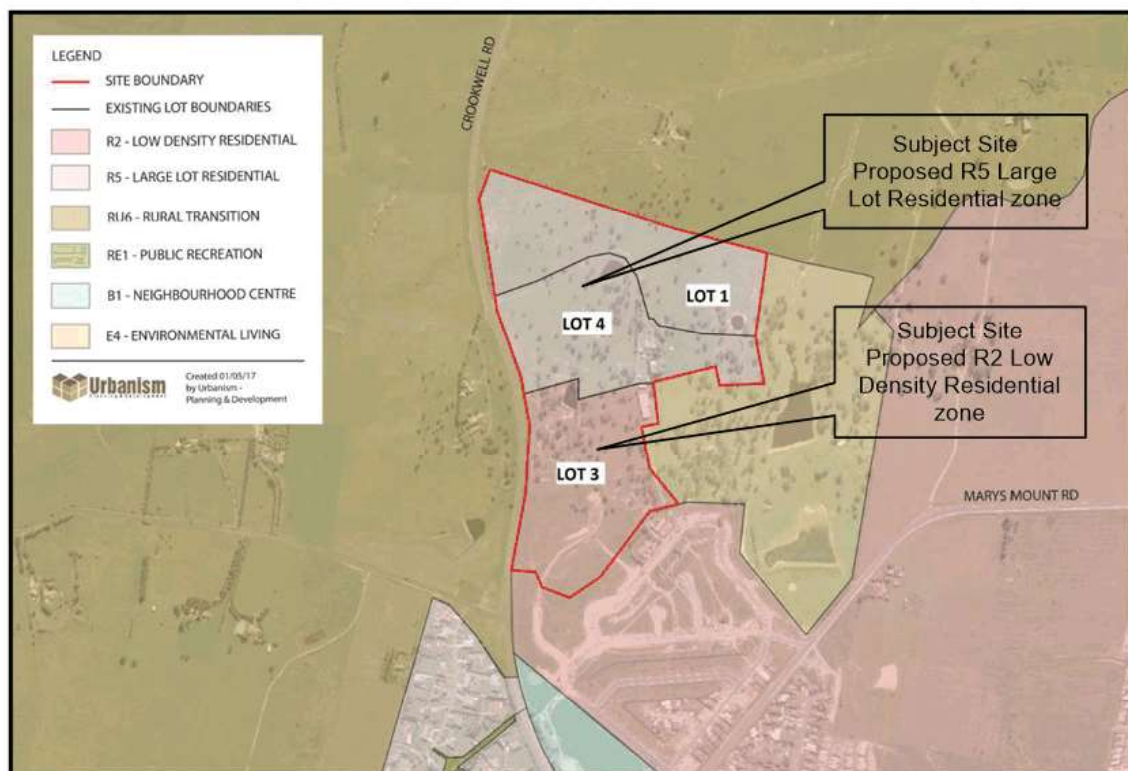 LEGEND
SITE BOUNDARY
EXISTING LOT BOUNDARIES
R2 - LOW DENSITY RESIDENTIAL
R5 - LARGE LOT RESIDENTIAL
RU6 - RURAL TRANSITION
RE1 - PUBLIC RECREATION
B1 - NEIGHBOURHOOD CENTRE
E4 - ENVIRONMENTAL LIVING
Urbanism
Planning & Development
Created 01/05/17
by Urbanism -
Planning & Development
CROOKWELL RD
Subject Site
Proposed R5 Large
Lot Residential zone
LOT 1
LOT 4
Subject Site
Proposed R2 Low
Density Residential
zone
LOT 3
MARYS MOUNT RD